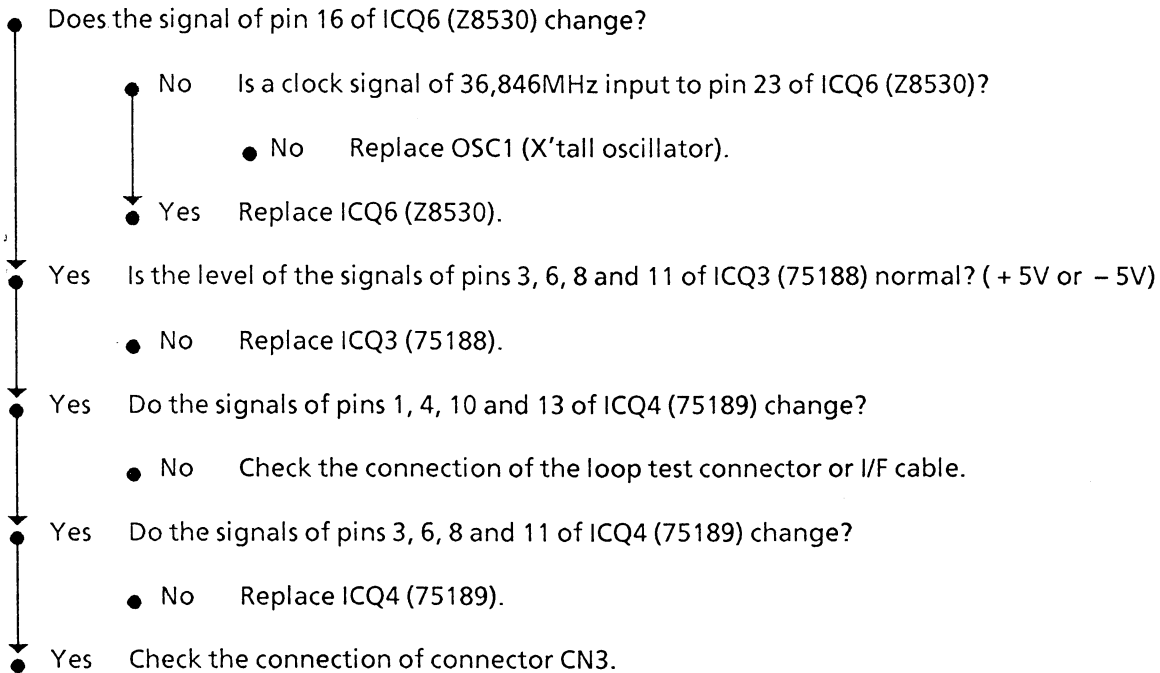 Does the signal of pin 16 of ICQ6 (Z8530) change?
No Is a clock signal of 36,846MHz input to pin 23 of ICQ6 (Z8530)?
No Replace OSC1 (X'tall oscillator).
Yes Replace ICQ6 (Z8530).
Yes Is the level of the signals of pins 3, 6, 8 and 11 of ICQ3 (75188) normal? ( + 5V or – 5V)
No Replace ICQ3 (75188).
Yes Do the signals of pins 1, 4, 10 and 13 of ICQ4 (75189) change?
No Check the connection of the loop test connector or I/F cable.
Yes Do the signals of pins 3, 6, 8 and 11 of ICQ4 (75189) change?
No Replace ICQ4 (75189).
Yes Check the connection of connector CN3.